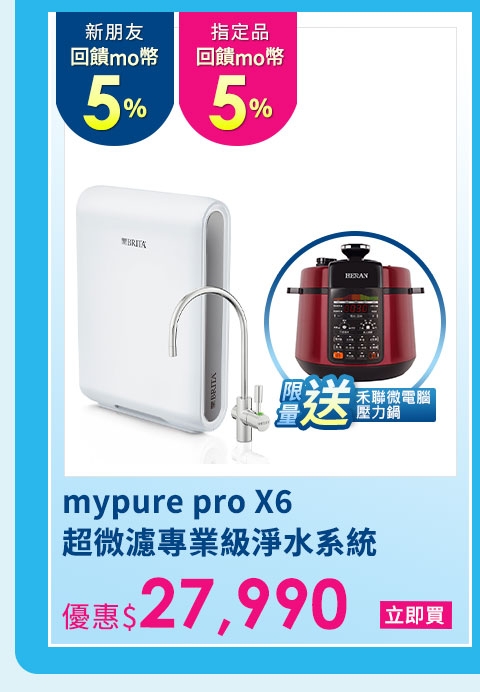 新朋友
回饋mo幣
5%
指定品
回饋mo幣
5%
BRITA
BRITA
HERAN
限量
送
禾聯微電腦
壓力鍋
mypure pro X6
超微濾專業級淨水系統
優惠$27,990
立即買